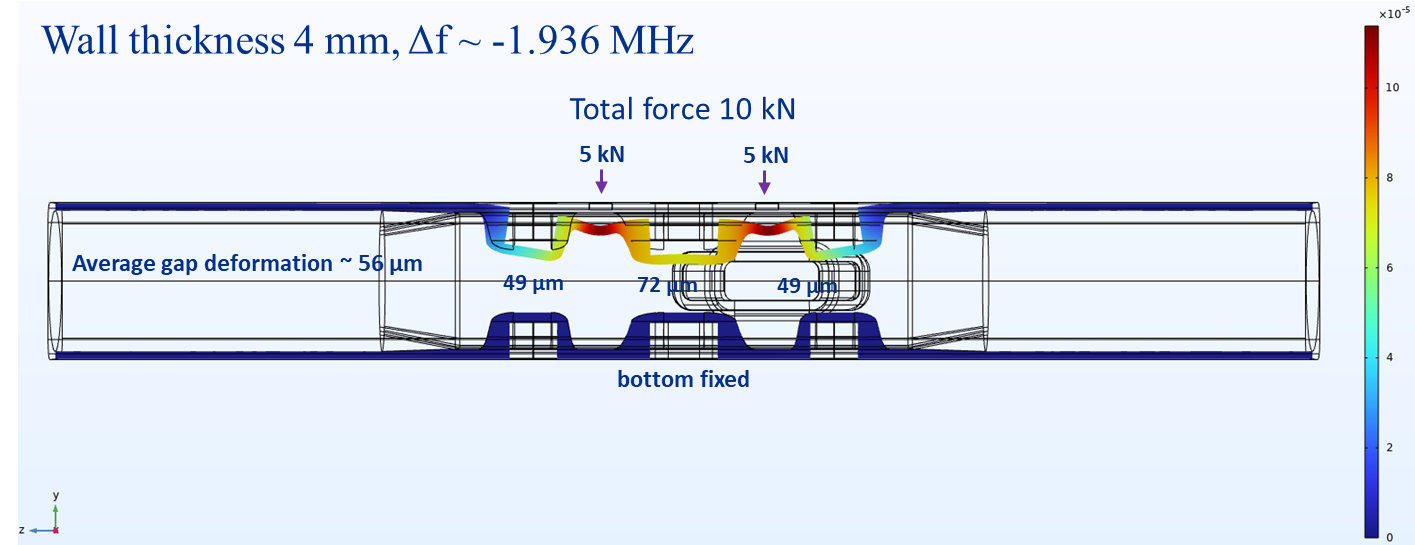 Wall thickness 4 mm, Δf ~ -1.936 MHz
×10⁻⁵
Total force 10 kN
5 kN
5 kN
Average gap deformation ~ 56 µm
49 µm
72 µm
49 µm
bottom fixed
10
8
6
4
2
0
y
z
x